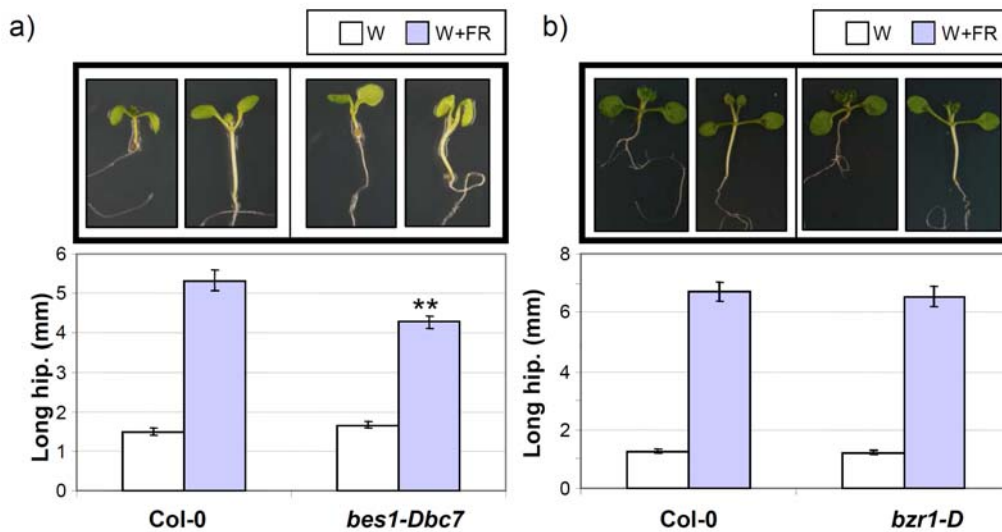 a)
W W+FR
Long hip. (mm)
6
5
4
3
2
1
0
**
Col-0 bes1-Dbc7
b)
W W+FR
Long hip. (mm)
8
6
4
2
0
Col-0 bzr1-D